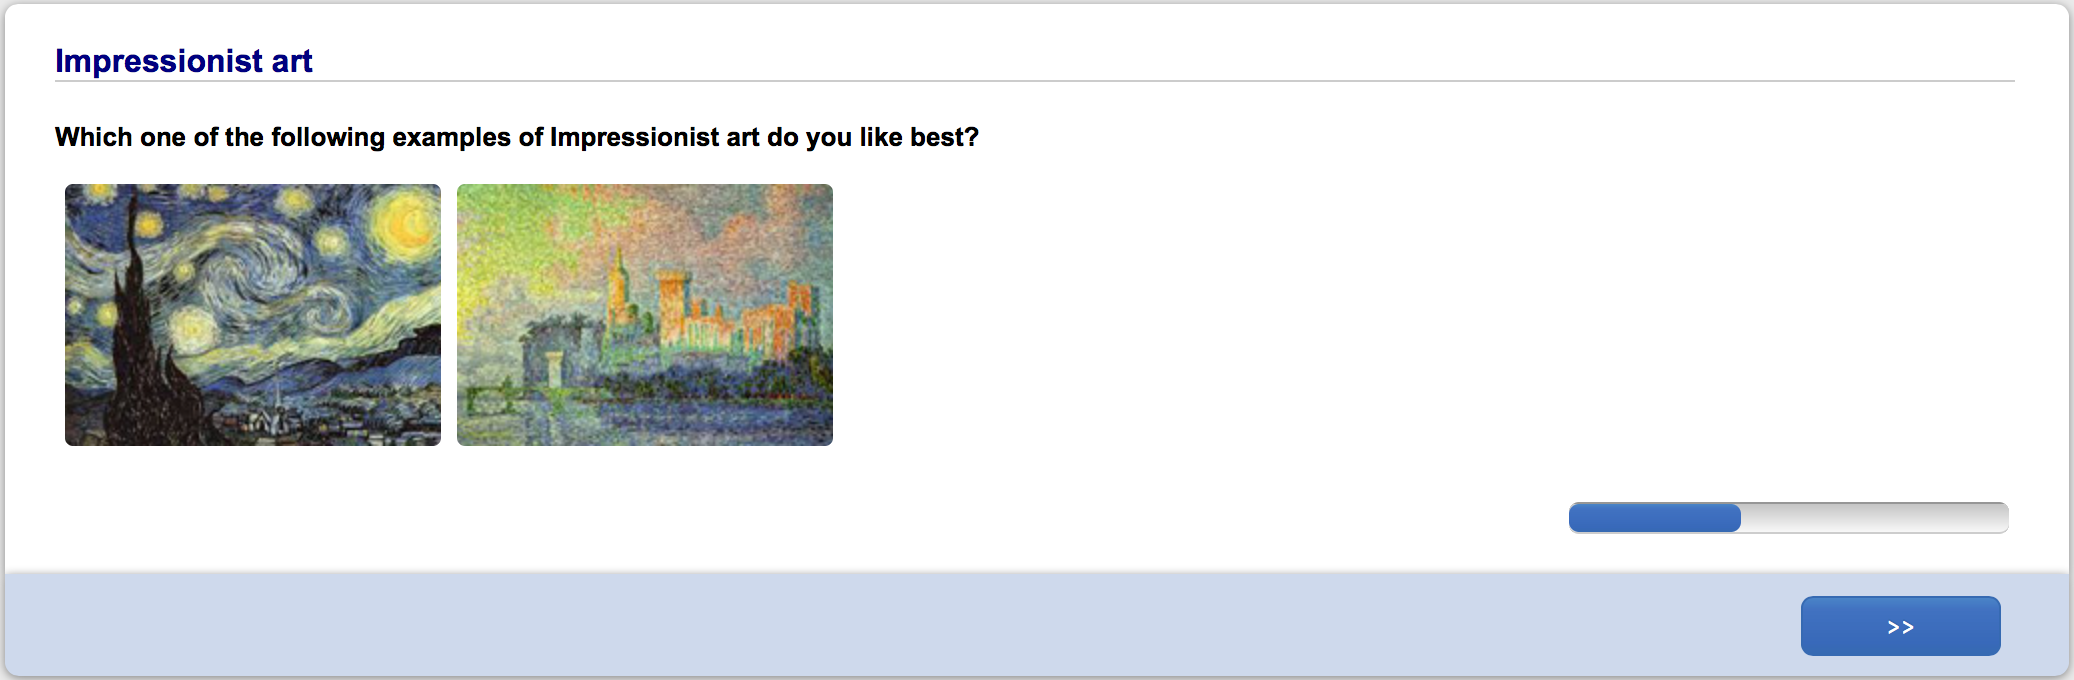 Impressionist art
Which one of the following examples of Impressionist art do you like best?
>>